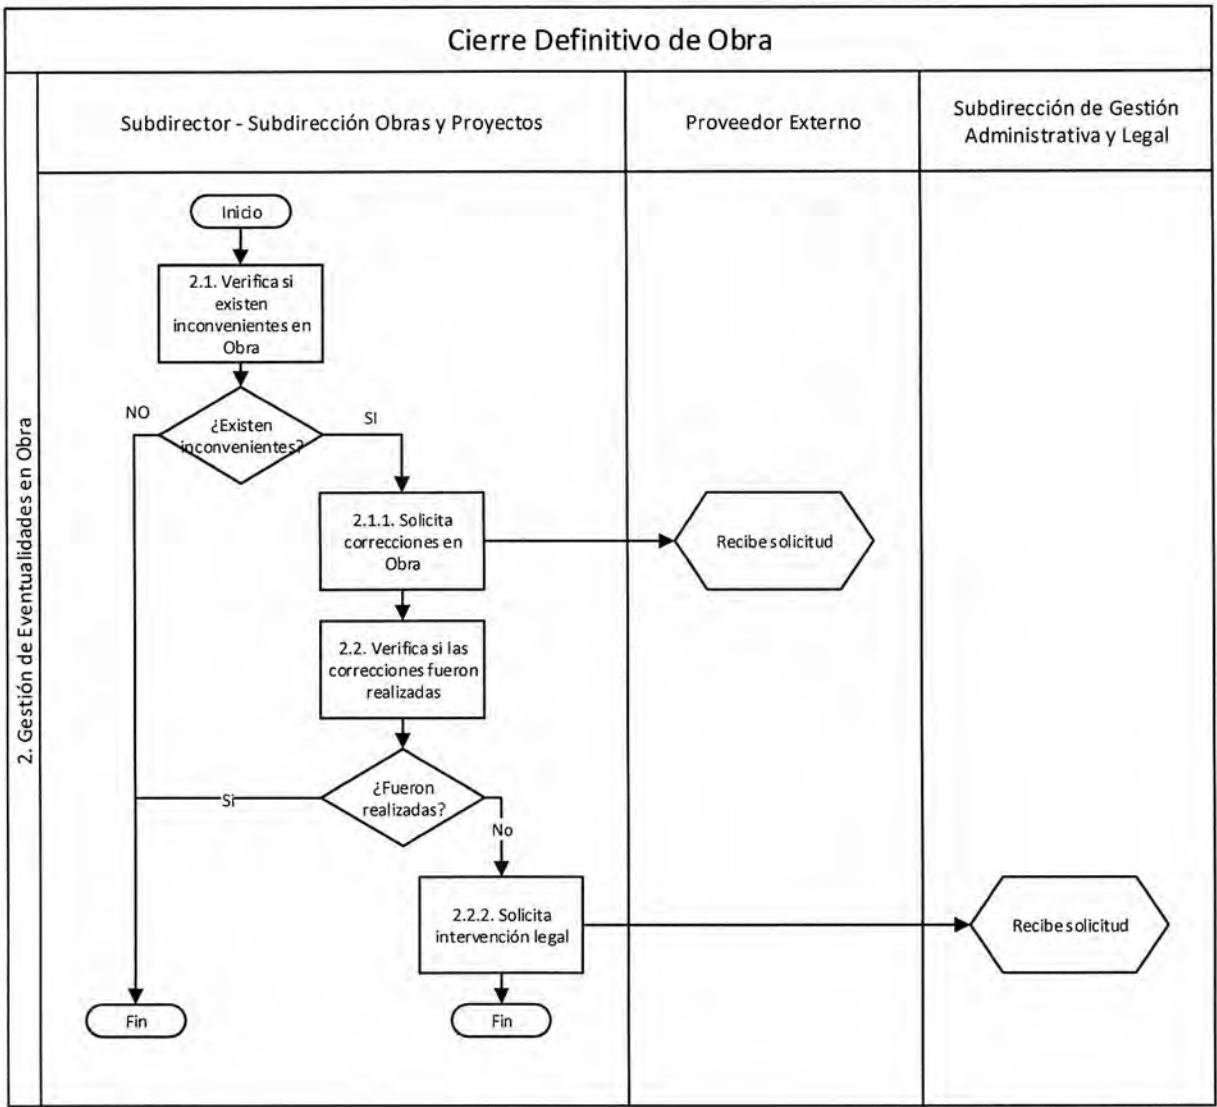 Cierre Definitivo de Obra
Subdirector - Subdirección Obras y Proyectos
Proveedor Externo
Subdirección de Gestión
Administrativa y Legal
2. Gestión de Eventualidades en Obra
Inicio
2.1. Verifica si
existen
inconvenientes en
Obra
NO
¿Existen
inconvenientes?
SI
2.1.1. Solicita
correcciones en
Obra
Recibe solicitud
2.2. Verifica si las
correcciones fueron
realizadas
¿Fueron
realizadas?
Si
No
2.2.2. Solicita
intervención legal
Recibe solicitud
Fin
Fin